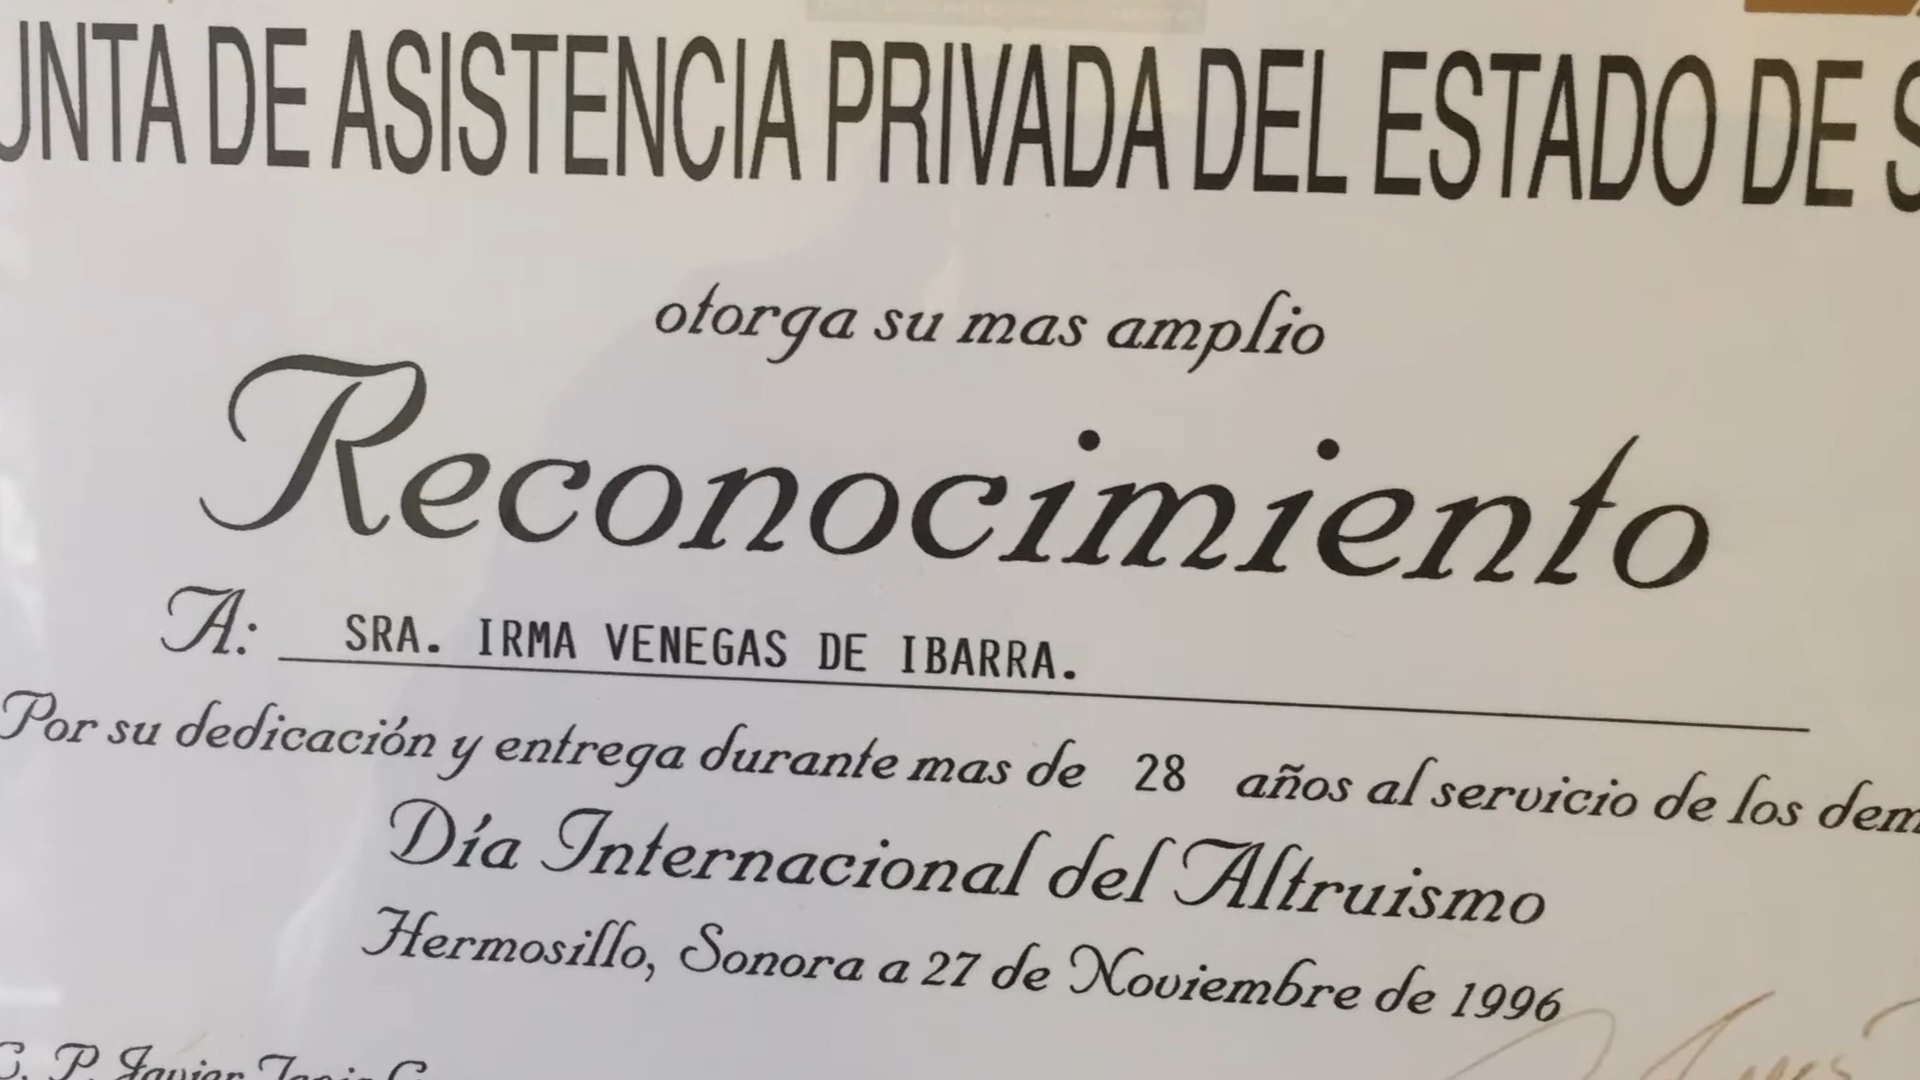 UNTA DE ASISTENCIA PRIVADA DEL ESTADO DE S
otorga su mas amplio
Reconocimiento
A: SRA. IRMA VENEGAS DE IBARRA.
Por su dedicación y entrega durante mas de 28 años al servicio de los dem
Día Internacional del Altruismo
Hermosillo, Sonora a 27 de Noviembre de 1996
C. P. Javier